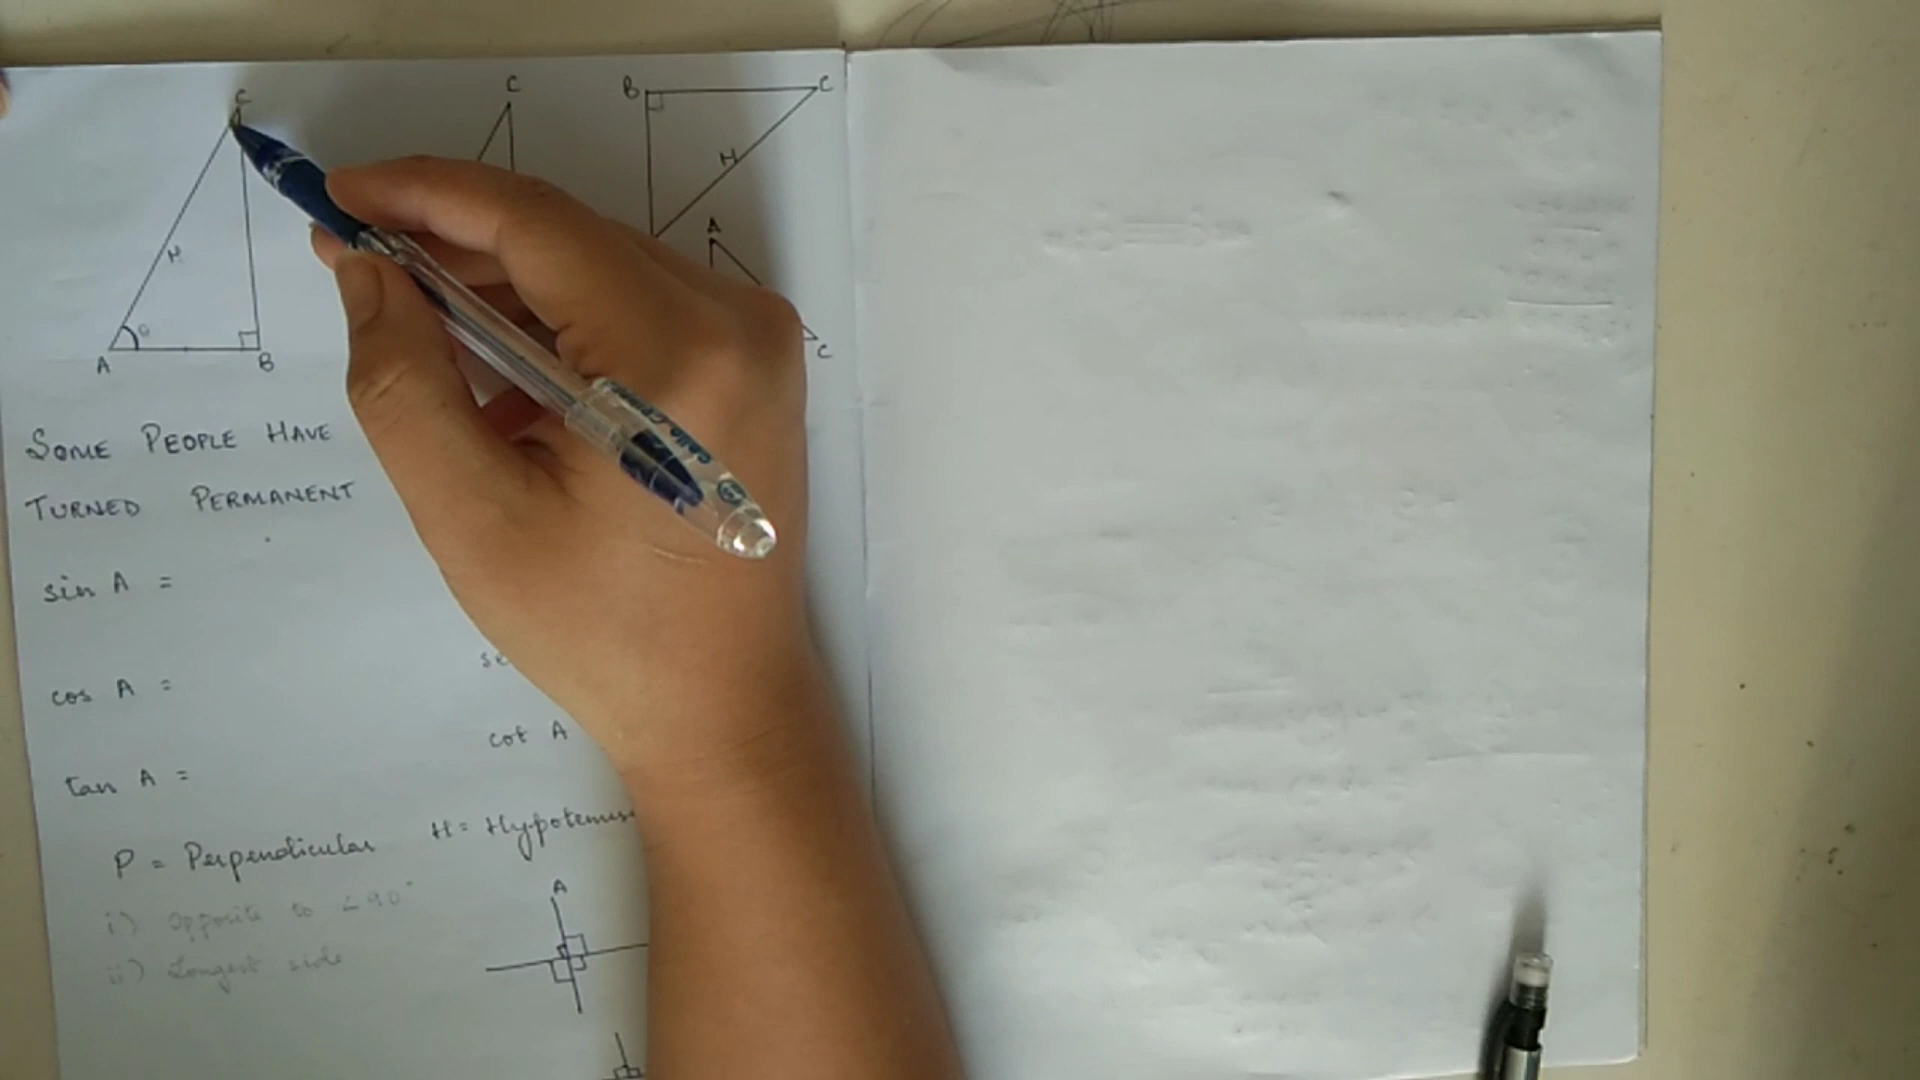 C
C
B C
H
H
A
θ
A B
C
SOME PEOPLE HAVE
TURNED PERMANENT
sin A =
cos A =
cot A
tan A =
P = Perpendicular H = Hypotenuse
i) Opposite to ∠90°
ii) Longest side
A